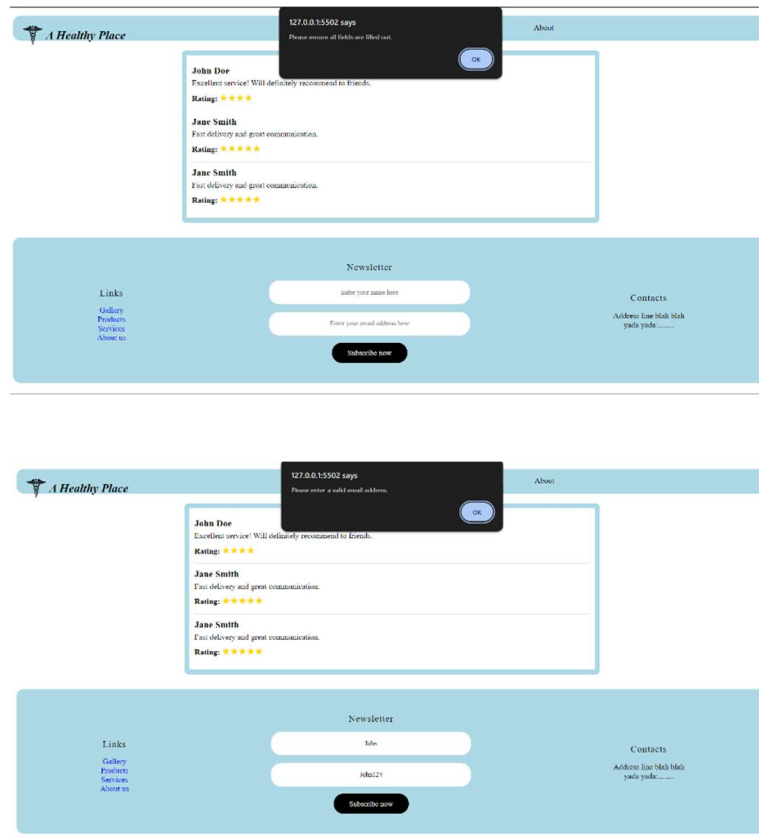 127.0.0.1:5502 says
Please ensure all fields are filled out.
OK
A Healthy Place
About
John Doe
Excellent service! Will definitely recommend to friends.
Rating: ★★★★
Jane Smith
Fast delivery and great communication.
Rating: ★★★★★
Jane Smith
Fast delivery and great communication.
Rating: ★★★★★
Links
Gallery
Products
Services
About us
Newsletter
Enter your name here
Enter your email address here
Subscribe now
Contacts
Address line blah blah
yada yada.........
127.0.0.1:5502 says
Please enter a valid email address.
OK
A Healthy Place
About
John Doe
Excellent service! Will definitely recommend to friends.
Rating: ★★★★
Jane Smith
Fast delivery and great communication.
Rating: ★★★★★
Jane Smith
Fast delivery and great communication.
Rating: ★★★★★
Links
Gallery
Products
Services
About us
Newsletter
John
Subscribe now
Contacts
Address line blah blah
yada yada.........